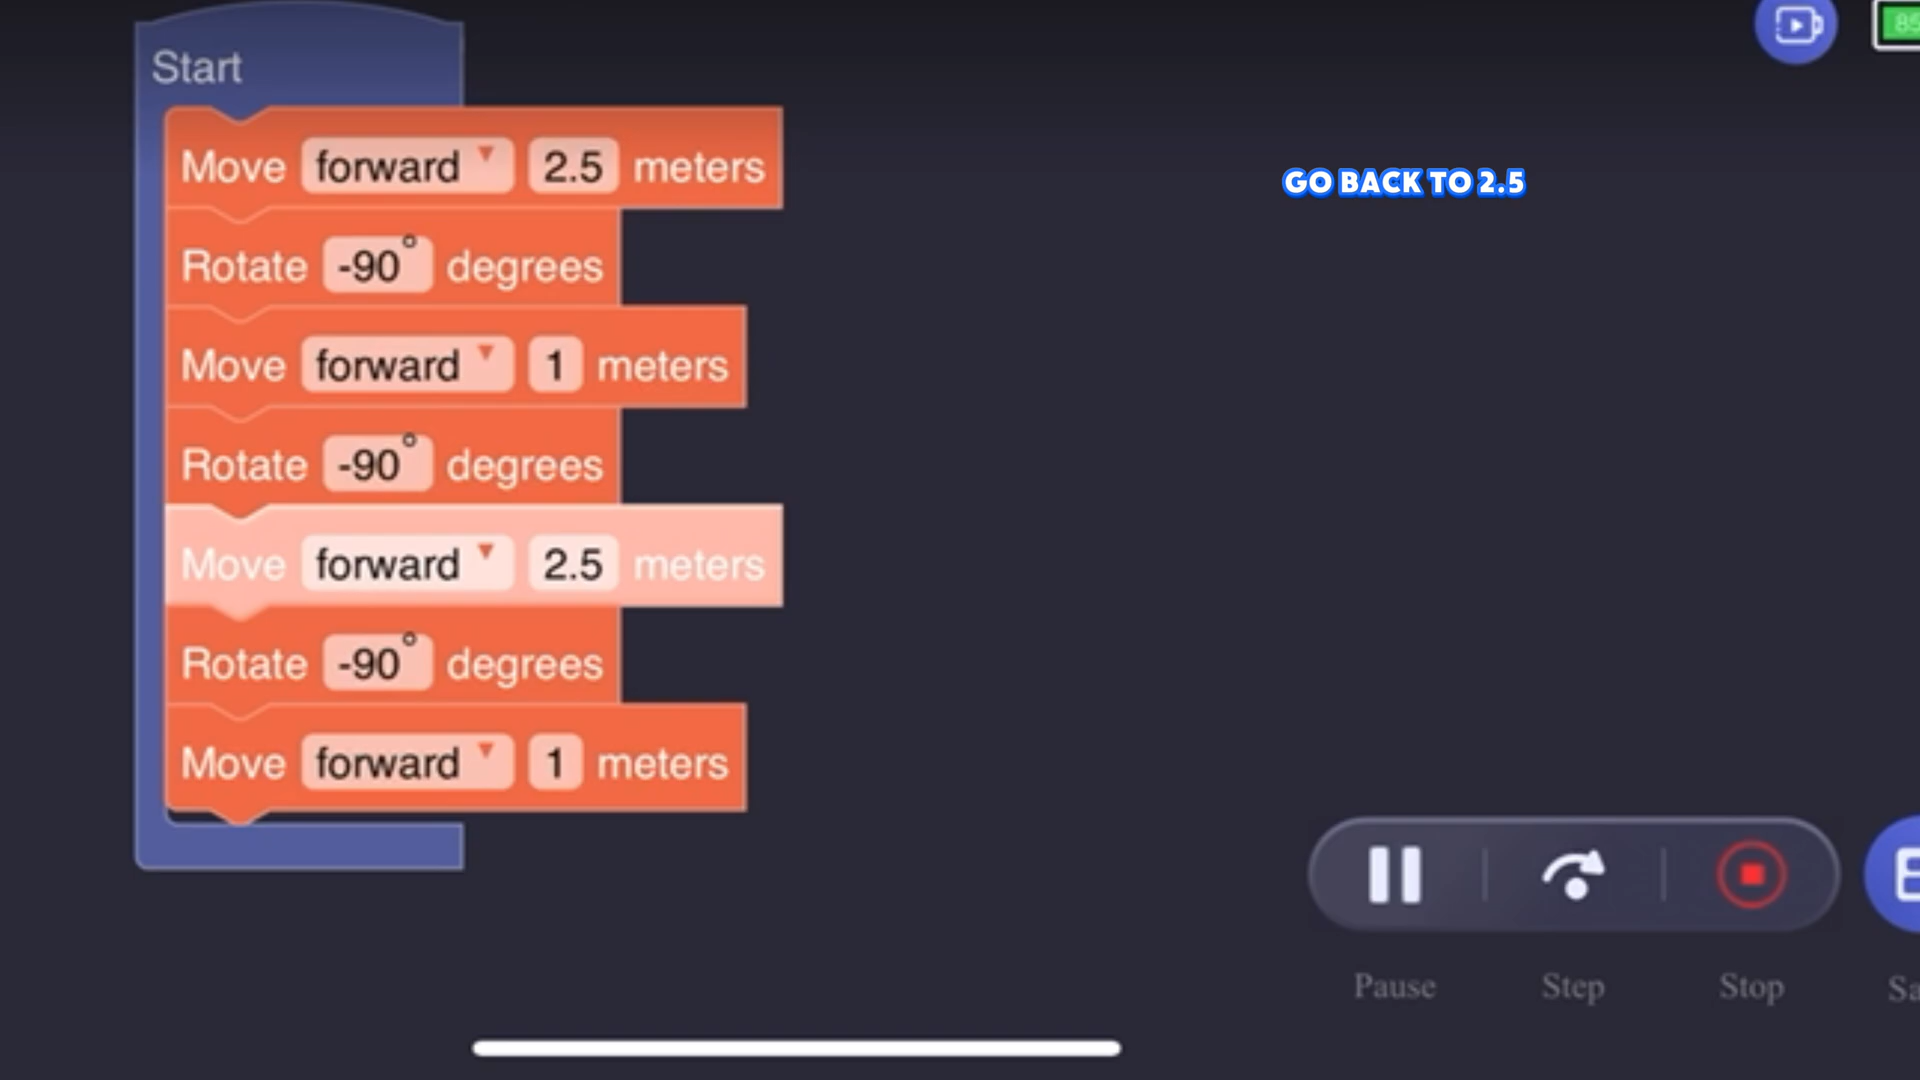 Start
Move forward 2.5 meters
GO BACK TO 2.5
Rotate -90° degrees
Move forward 1 meters
Rotate -90° degrees
Move forward 2.5 meters
Rotate -90° degrees
Move forward 1 meters
Pause Step Stop